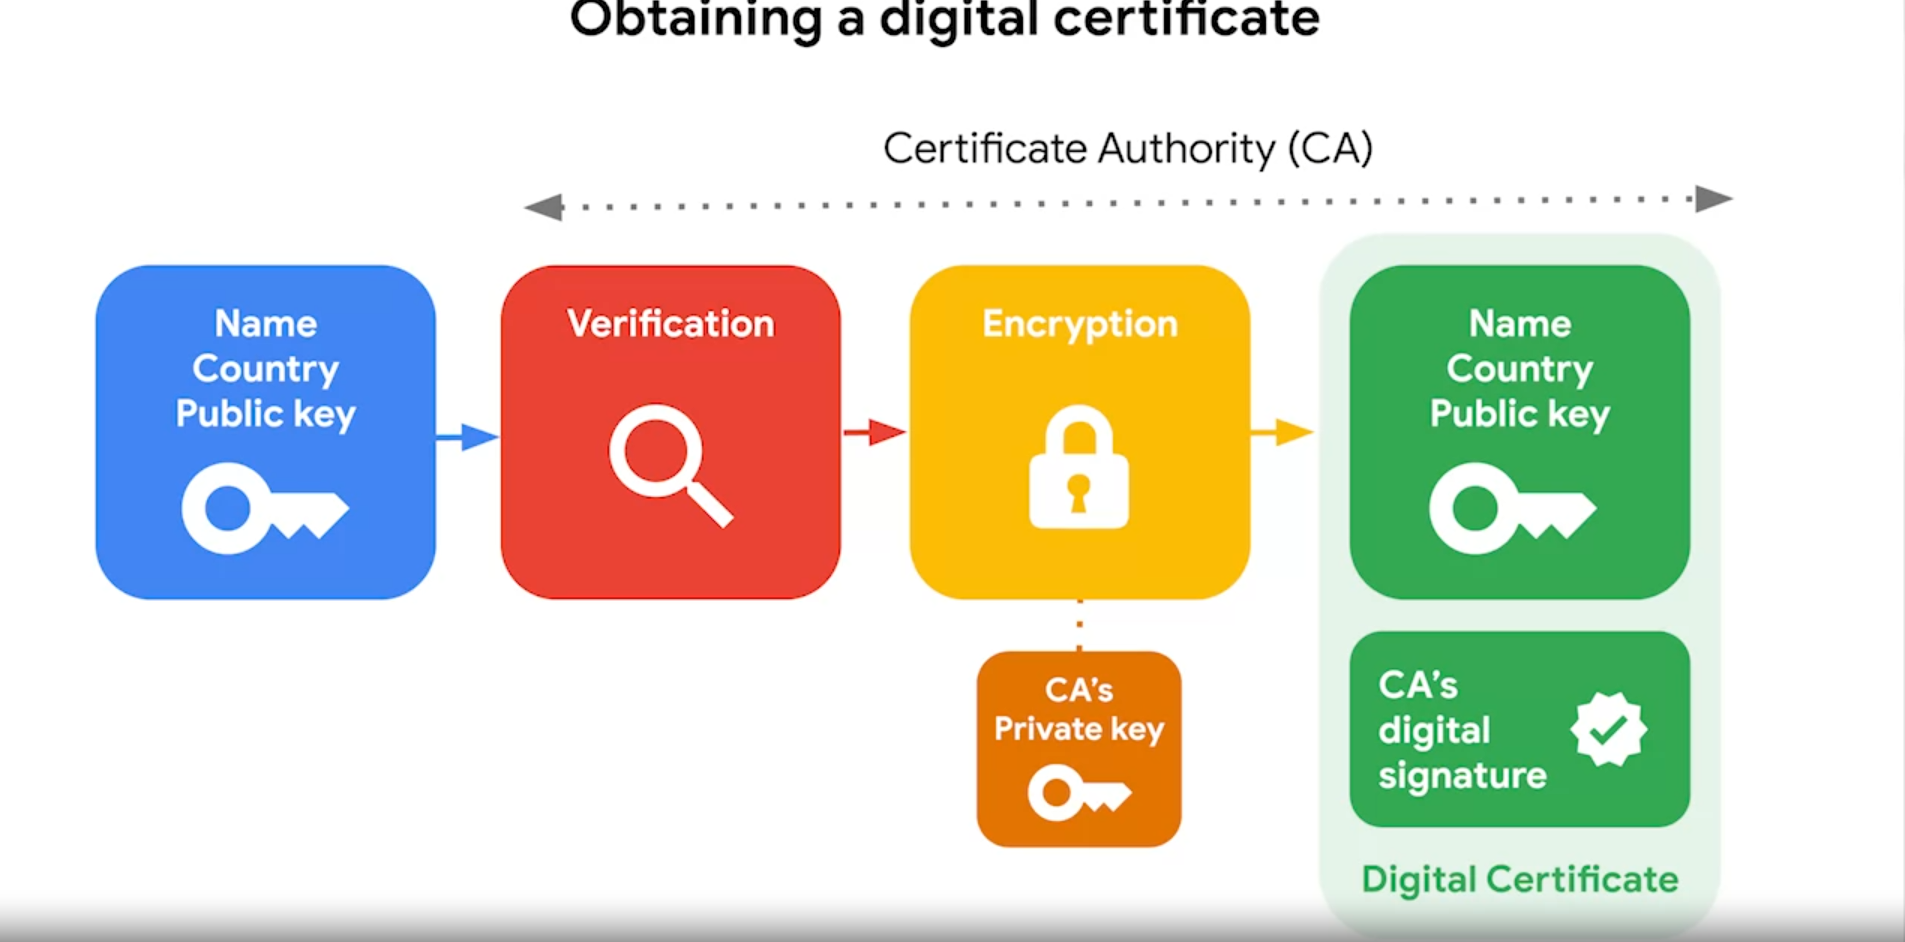 Obtaining a digital certificate
Certificate Authority (CA)
Name
Country
Public key
Verification
Encryption
CA’s
Private key
Name
Country
Public key
CA’s
digital
signature
Digital Certificate